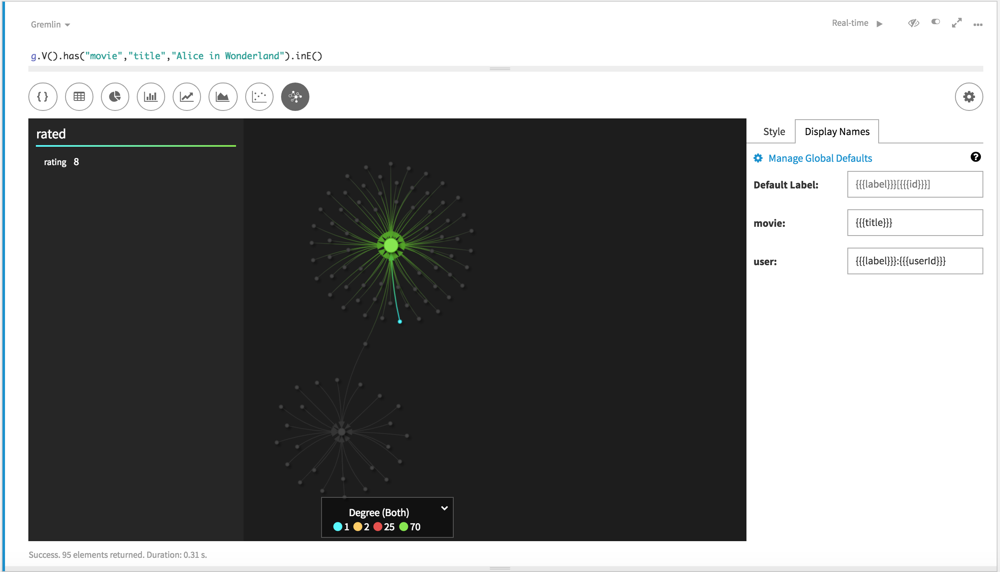 Gremlin
Real-time
g.V().has("movie","title","Alice in Wonderland").inE()
rated
rating 8
Style
Display Names
Manage Global Defaults
Default Label:
{{{label}}}[{{{id}}}]
movie:
{{{title}}}
user:
{{{label}}}:{{{userId}}}
Degree (Both)
1 2 25 70
Success. 95 elements returned. Duration: 0.31 s.